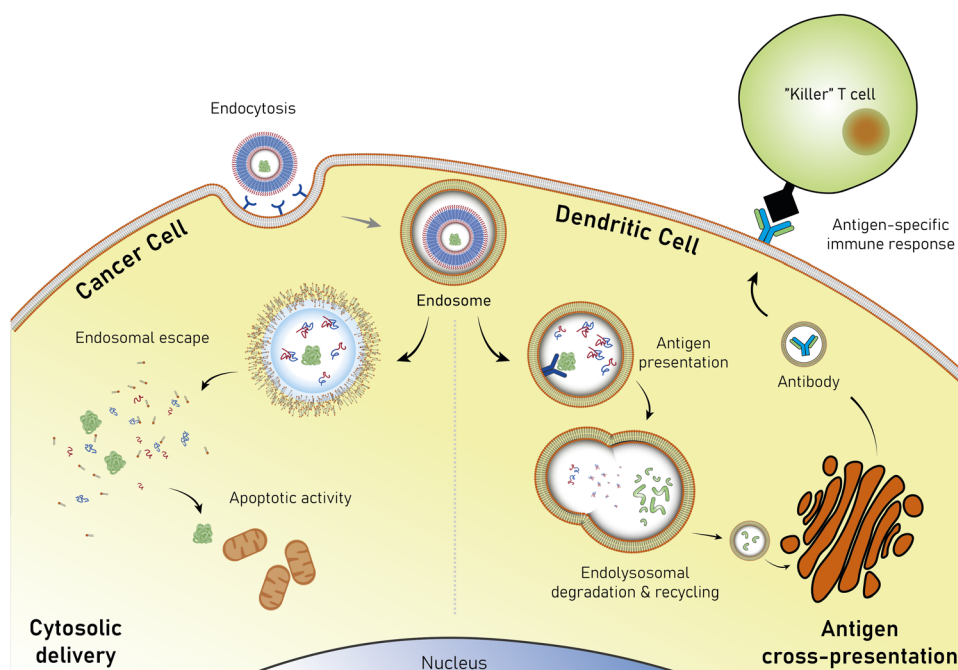 Endocytosis
"Killer" T cell
Antigen-specific
immune response
Cancer Cell
Dendritic Cell
Endosome
Endosomal escape
Antigen
presentation
Antibody
Apoptotic activity
Endolysosomal
degradation & recycling
Cytosolic
delivery
Antigen
cross-presentation
Nucleus